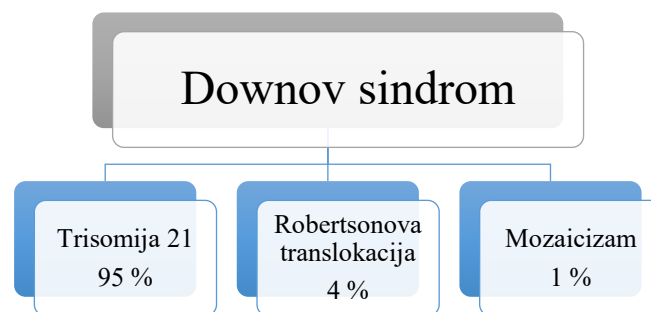 Downov sindrom
Trisomija 21
95 %
Robertsonova
translokacija
4 %
Mozaicizam
1 %